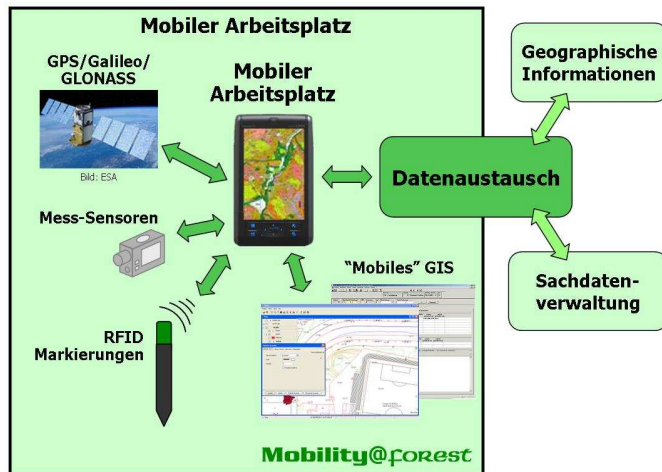 Mobiler Arbeitsplatz
GPS/Galileo/
GLONASS
Bild: ESA
Mobiler
Arbeitsplatz
Mess-Sensoren
RFID
Markierungen
"Mobiles" GIS
Datenaustausch
Geographische
Informationen
Sachdaten-
verwaltung
Mobility@forest